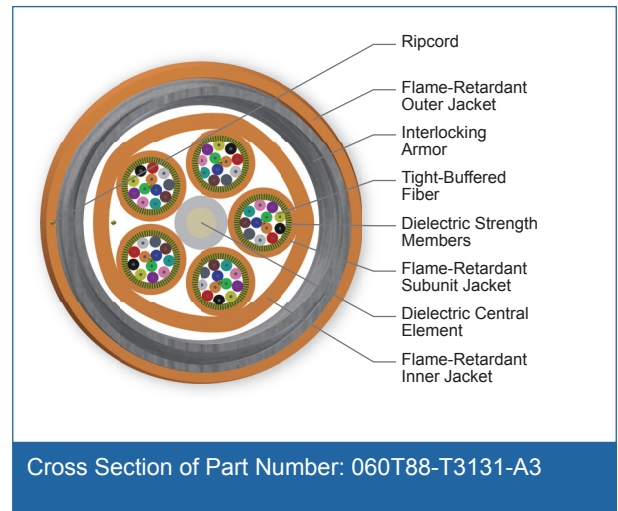 Ripcord
Flame-Retardant
Outer Jacket
Interlocking
Armor
Tight-Buffered
Fiber
Dielectric Strength
Members
Flame-Retardant
Subunit Jacket
Dielectric Central
Element
Flame-Retardant
Inner Jacket
Cross Section of Part Number: 060T88-T3131-A3